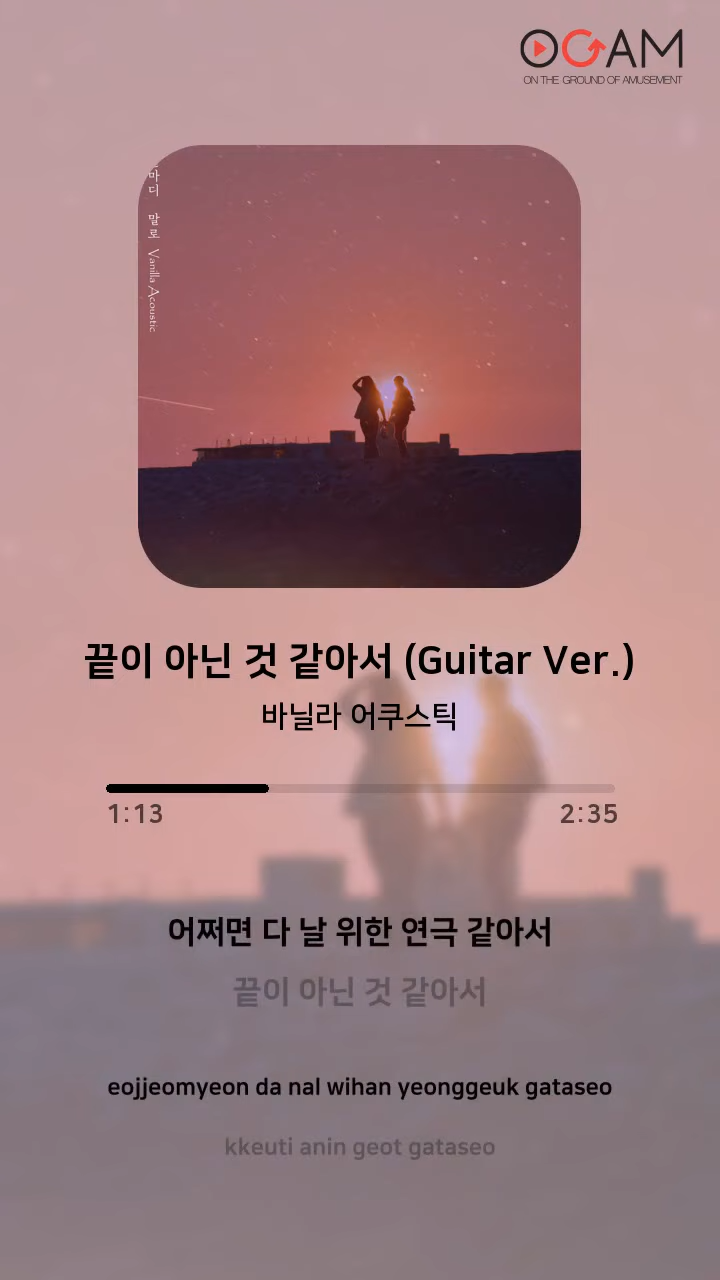 OGAM
ON THE GROUND OF AMUSEMENT
마디 말로 Vanilla Acoustic
끝이 아닌 것 같아서 (Guitar Ver.)
바닐라 어쿠스틱
1:13
2:35
어쩌면 다 날 위한 연극 같아서
끝이 아닌 것 같아서
eojjeomyeon da nal wihan yeonggeuk gataseo
kkeuti anin geot gataseo